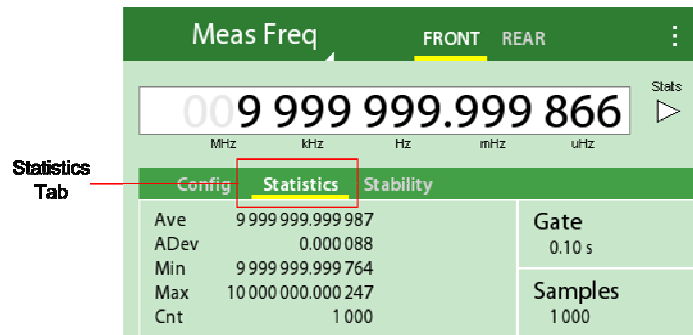 Meas Freq FRONT REAR
009 999 999.999 866
Stats
MHz kHz Hz mHz uHz
Statistics
Tab
Config Statistics Stability
Ave 9 999 999.999 987
ADev 0.000 088
Min 9 999 999.999 764
Max 10 000 000.000 247
Cnt 1 000
Gate
0.10 s
Samples
1 000